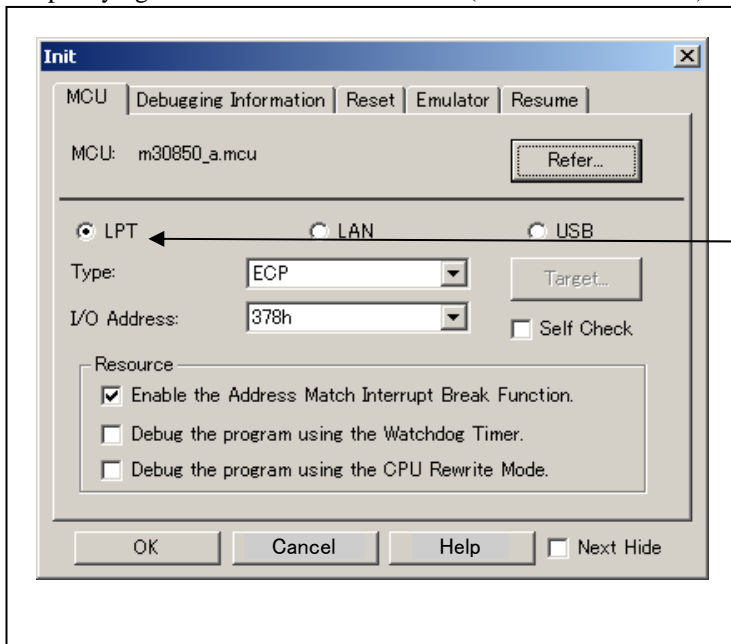 Init
MCU Debugging Information Reset Emulator Resume
MCU: m30850_a.mcu Refer...
LPT LAN USB
Type: ECP Target...
I/O Address: 378h Self Check
Resource
Enable the Address Match Interrupt Break Function.
Debug the program using the Watchdog Timer.
Debug the program using the CPU Rewrite Mode.
OK Cancel Help Next Hide